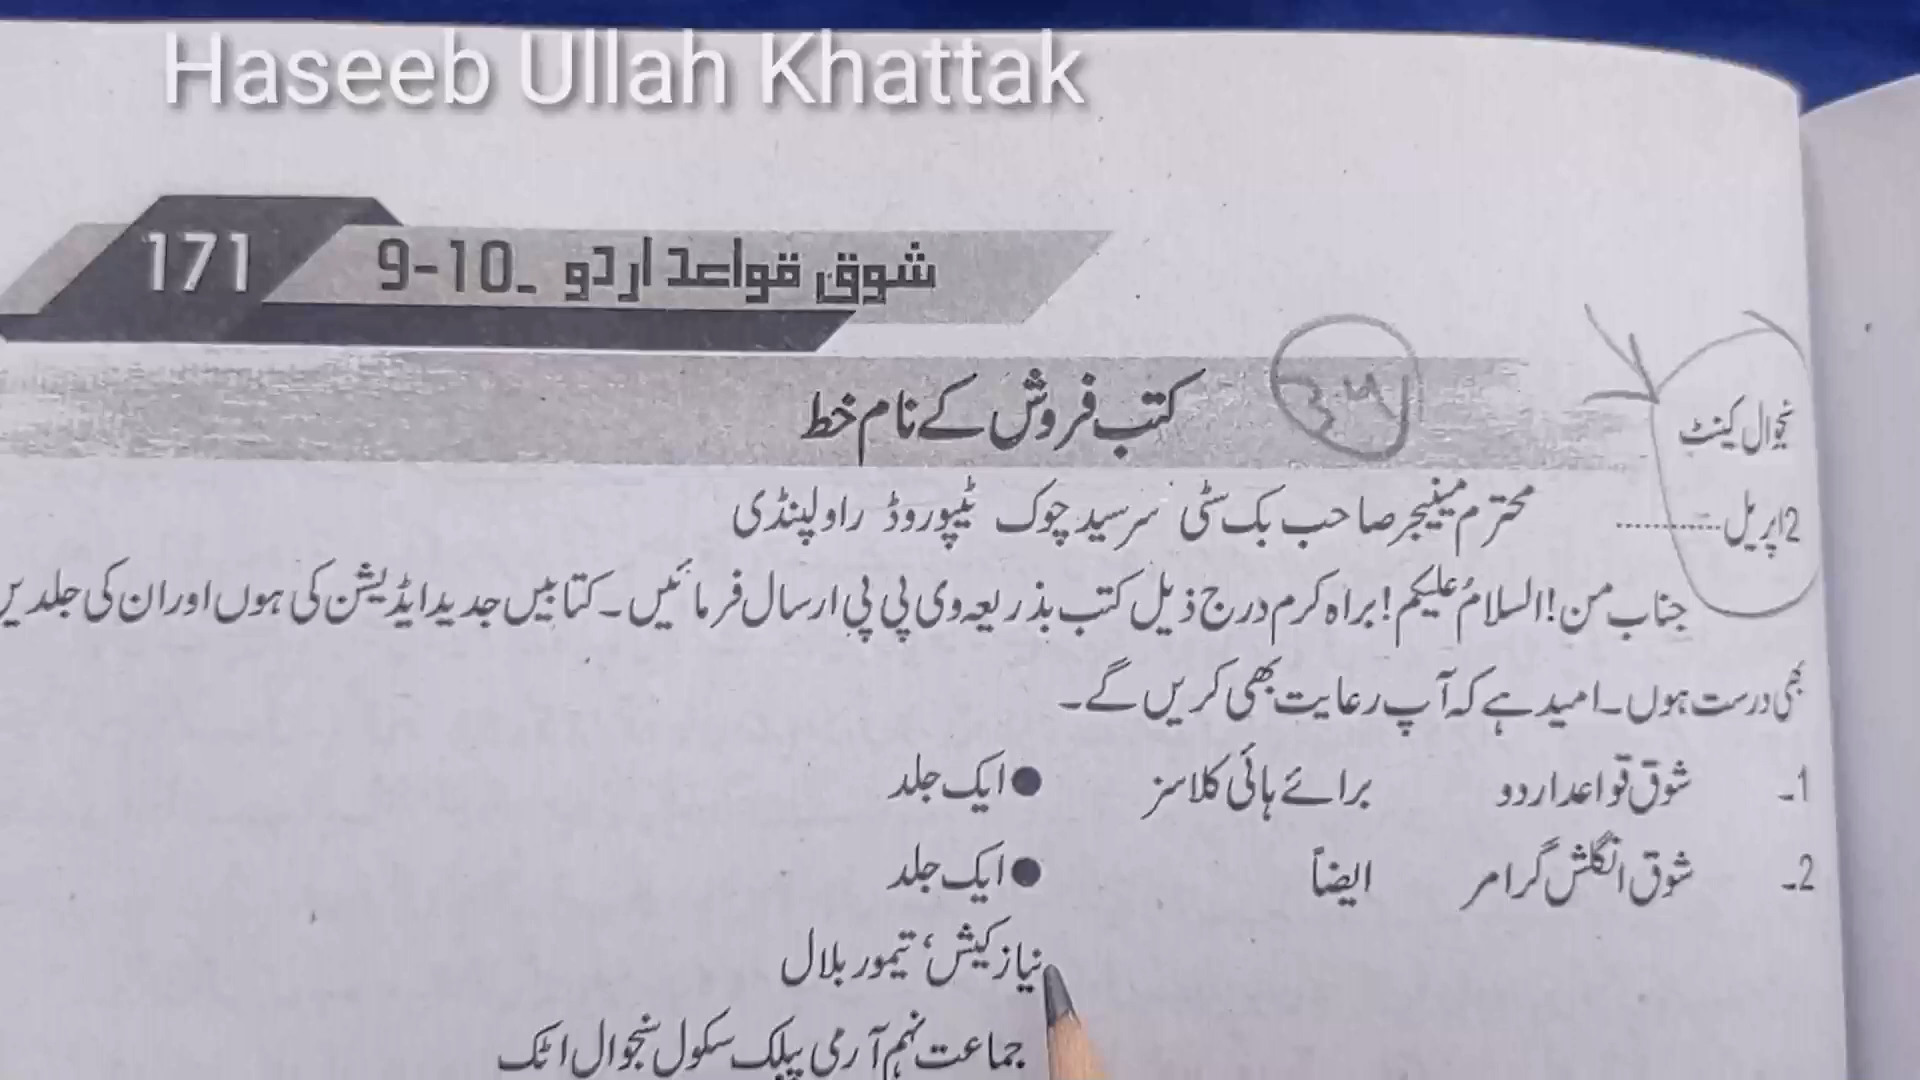 Haseeb Ullah Khattak
171
شوق قواعد اردو ۔10-9
کتب فروش کے نام خط
سنجوال کینٹ
2 اپریل ............ محترم مینیجر صاحب بک سٹی سرسید چوک ٹیپو روڈ راولپنڈی
جناب من! السلام علیکم! براہ کرم درج ذیل کتب بذریعہ وی پی پی ارسال فرمائیں۔ کتابیں جدید ایڈیشن کی ہوں اور ان کی جلدیں
بھی درست ہوں۔ امید ہے کہ آپ رعایت بھی کریں گے۔
1۔ شوق قواعد اردو برائے ہائی کلاسز ● ایک جلد
2۔ شوق انگلش گرامر ایضاً ● ایک جلد
نیاز کیش، تیمور بلال
جماعت نہم آرمی پبلک سکول سنجوال اٹک